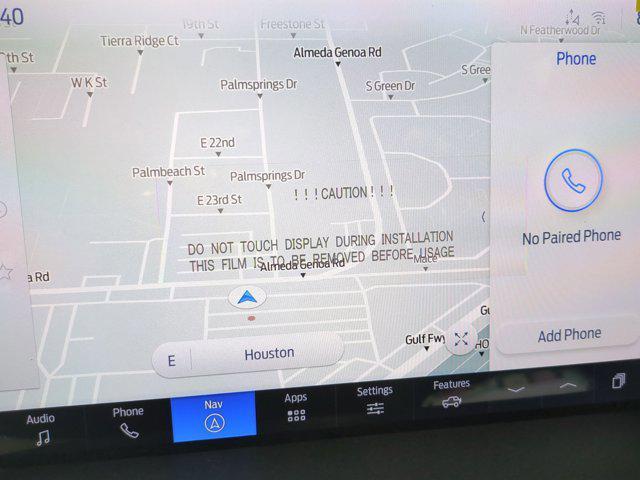 :40
19th St
Freestone St
N Featherwood Dr
Tierra Ridge Ct
Almeda Genoa Rd
Phone
th St
W K St
Palmsprings Dr
S Green Dr
S Gree
E 22nd
Palmbeach St
Palmsprings Dr
! ! ! CAUTION ! ! !
E 23rd St
No Paired Phone
DO NOT TOUCH DISPLAY DURING INSTALLATION
THIS FILM IS TO BE REMOVED BEFORE USAGE
Almeda Genoa Rd
Mace
a Rd
Gu
Gulf Fwy
HO
Add Phone
E
Houston
Audio
Phone
Nav
Apps
Settings
Features